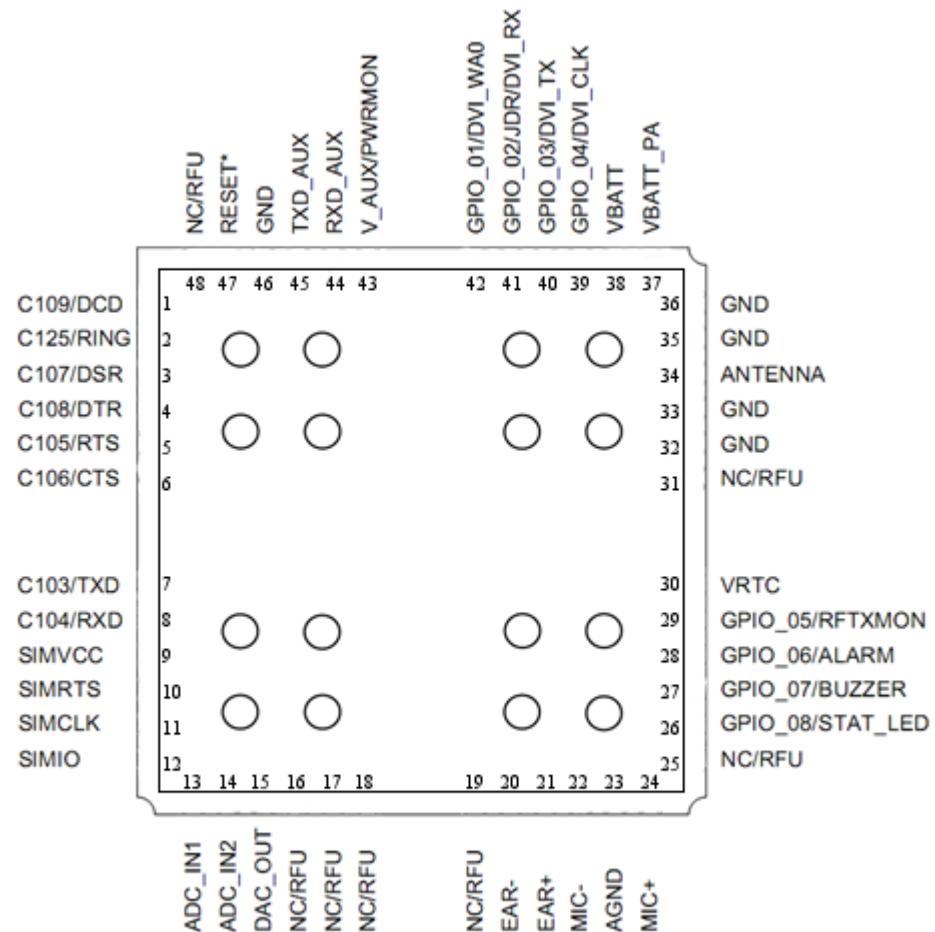 NC/RFU
RESET*
GND
TXD_AUX
RXD_AUX
V_AUX/PWRMON
GPIO_01/DVI_WA0
GPIO_02/JDR/DVI_RX
GPIO_03/DVI_TX
GPIO_04/DVI_CLK
VBATT
VBATT_PA
48 47 46 45 44 43 42 41 40 39 38 37
C109/DCD 1 36 GND
C125/RING 2 35 GND
C107/DSR 3 34 ANTENNA
C108/DTR 4 33 GND
C105/RTS 5 32 GND
C106/CTS 6 31 NC/RFU
C103/TXD 7 30 VRTC
C104/RXD 8 29 GPIO_05/RFTXMON
SIMVCC 9 28 GPIO_06/ALARM
SIMRTS 10 27 GPIO_07/BUZZER
SIMCLK 11 26 GPIO_08/STAT_LED
SIMIO 12 25 NC/RFU
13 14 15 16 17 18 19 20 21 22 23 24
ADC_IN1
ADC_IN2
DAC_OUT
NC/RFU
NC/RFU
NC/RFU
NC/RFU
EAR-
EAR+
MIC-
AGND
MIC+